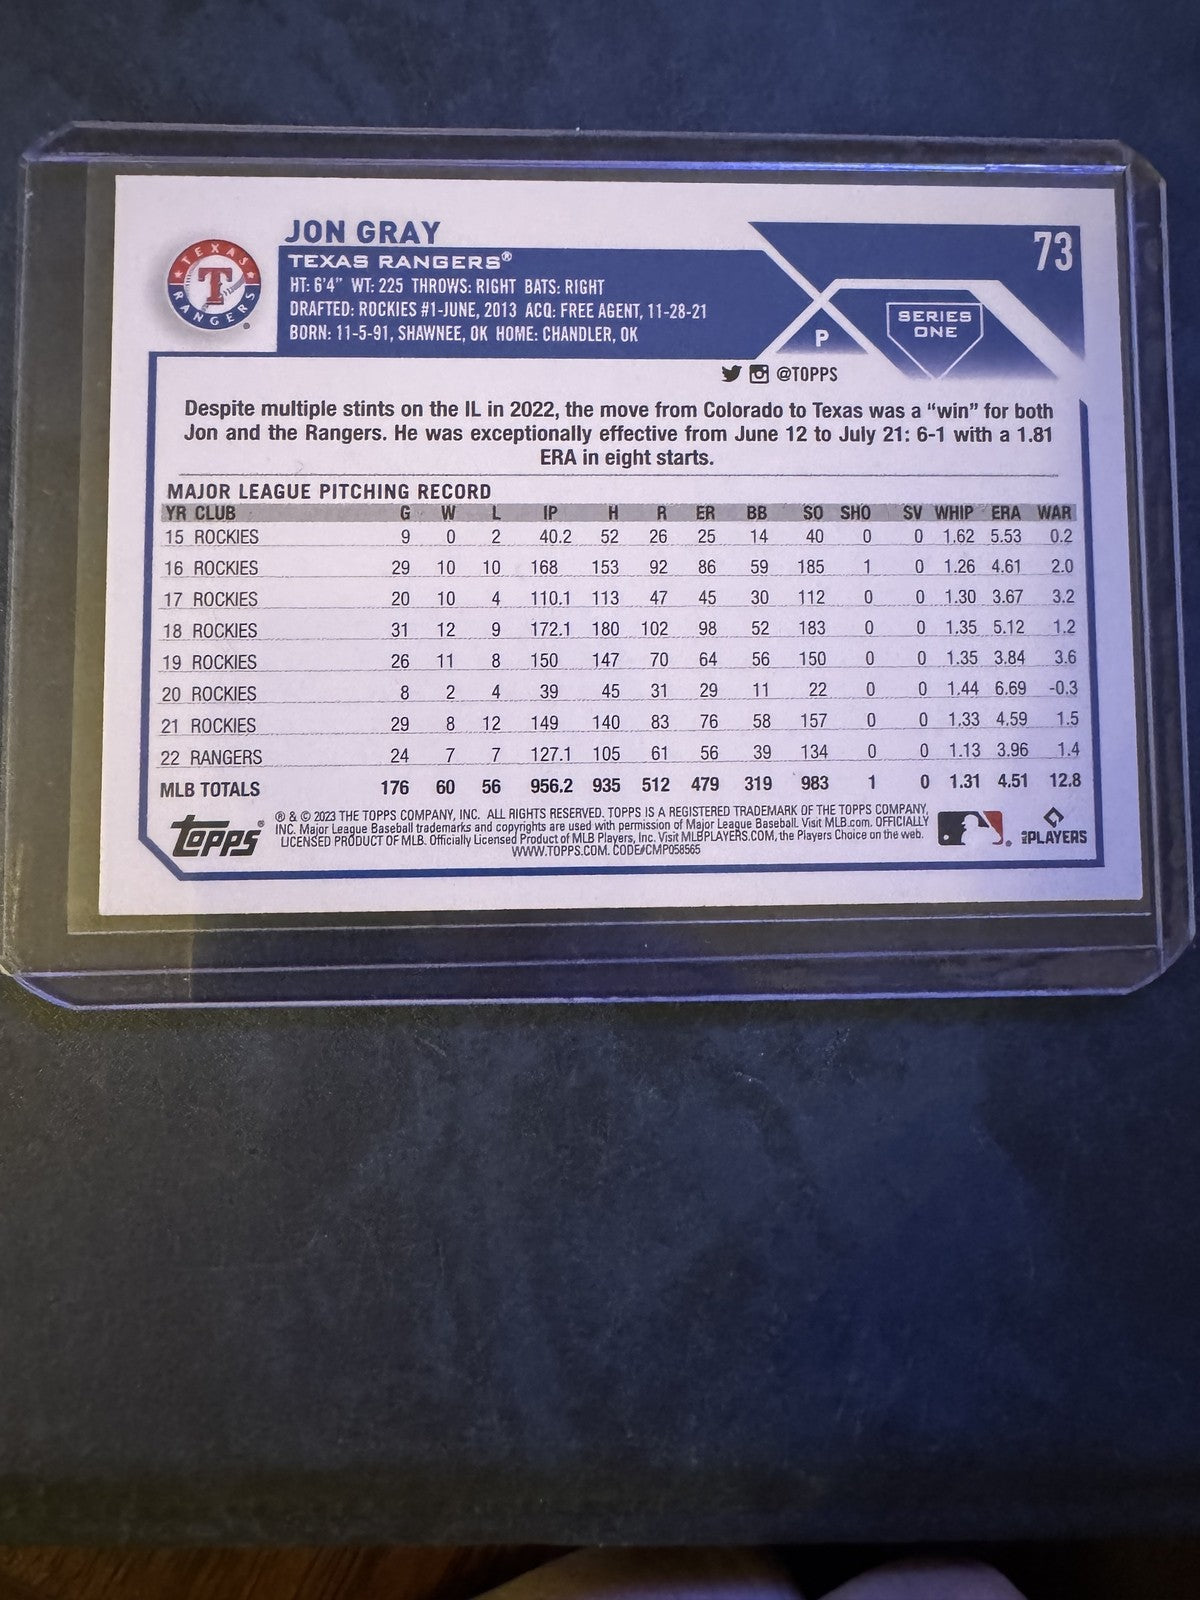 TEXAS
T
RANGERS
JON GRAY
73
TEXAS RANGERS®
HT: 6'4" WT: 225 THROWS: RIGHT BATS: RIGHT
DRAFTED: ROCKIES #1-JUNE, 2013 ACQ: FREE AGENT, 11-28-21
BORN: 11-5-91, SHAWNEE, OK HOME: CHANDLER, OK
P
SERIES
ONE
@TOPPS
Despite multiple stints on the IL in 2022, the move from Colorado to Texas was a “win” for both
Jon and the Rangers. He was exceptionally effective from June 12 to July 21: 6-1 with a 1.81
ERA in eight starts.
MAJOR LEAGUE PITCHING RECORD
YR CLUB G W L IP H R ER BB SO SHO SV WHIP ERA WAR
15 ROCKIES 9 0 2 40.2 52 26 25 14 40 0 0 1.62 5.53 0.2
16 ROCKIES 29 10 10 168 153 92 86 59 185 1 0 1.26 4.61 2.0
17 ROCKIES 20 10 4 110.1 113 47 45 30 112 0 0 1.30 3.67 3.2
18 ROCKIES 31 12 9 172.1 180 102 98 52 183 0 0 1.35 5.12 1.2
19 ROCKIES 26 11 8 150 147 70 64 56 150 0 0 1.35 3.84 3.6
20 ROCKIES 8 2 4 39 45 31 29 11 22 0 0 1.44 6.69 -0.3
21 ROCKIES 29 8 12 149 140 83 76 58 157 0 0 1.33 4.59 1.5
22 RANGERS 24 7 7 127.1 105 61 56 39 134 0 0 1.13 3.96 1.4
MLB TOTALS 176 60 56 956.2 935 512 479 319 983 1 0 1.31 4.51 12.8
Topps®
® & © 2023 THE TOPPS COMPANY, INC. ALL RIGHTS RESERVED. TOPPS IS A REGISTERED TRADEMARK OF THE TOPPS COMPANY,
INC. Major League Baseball trademarks and copyrights are used with permission of Major League Baseball. Visit MLB.com. OFFICIALLY
LICENSED PRODUCT OF MLB. Officially Licensed Product of MLB Players, Inc. Visit MLBPLAYERS.COM, the Players Choice on the web.
WWW.TOPPS.COM. CODE#CMP058565
MLB PLAYERS